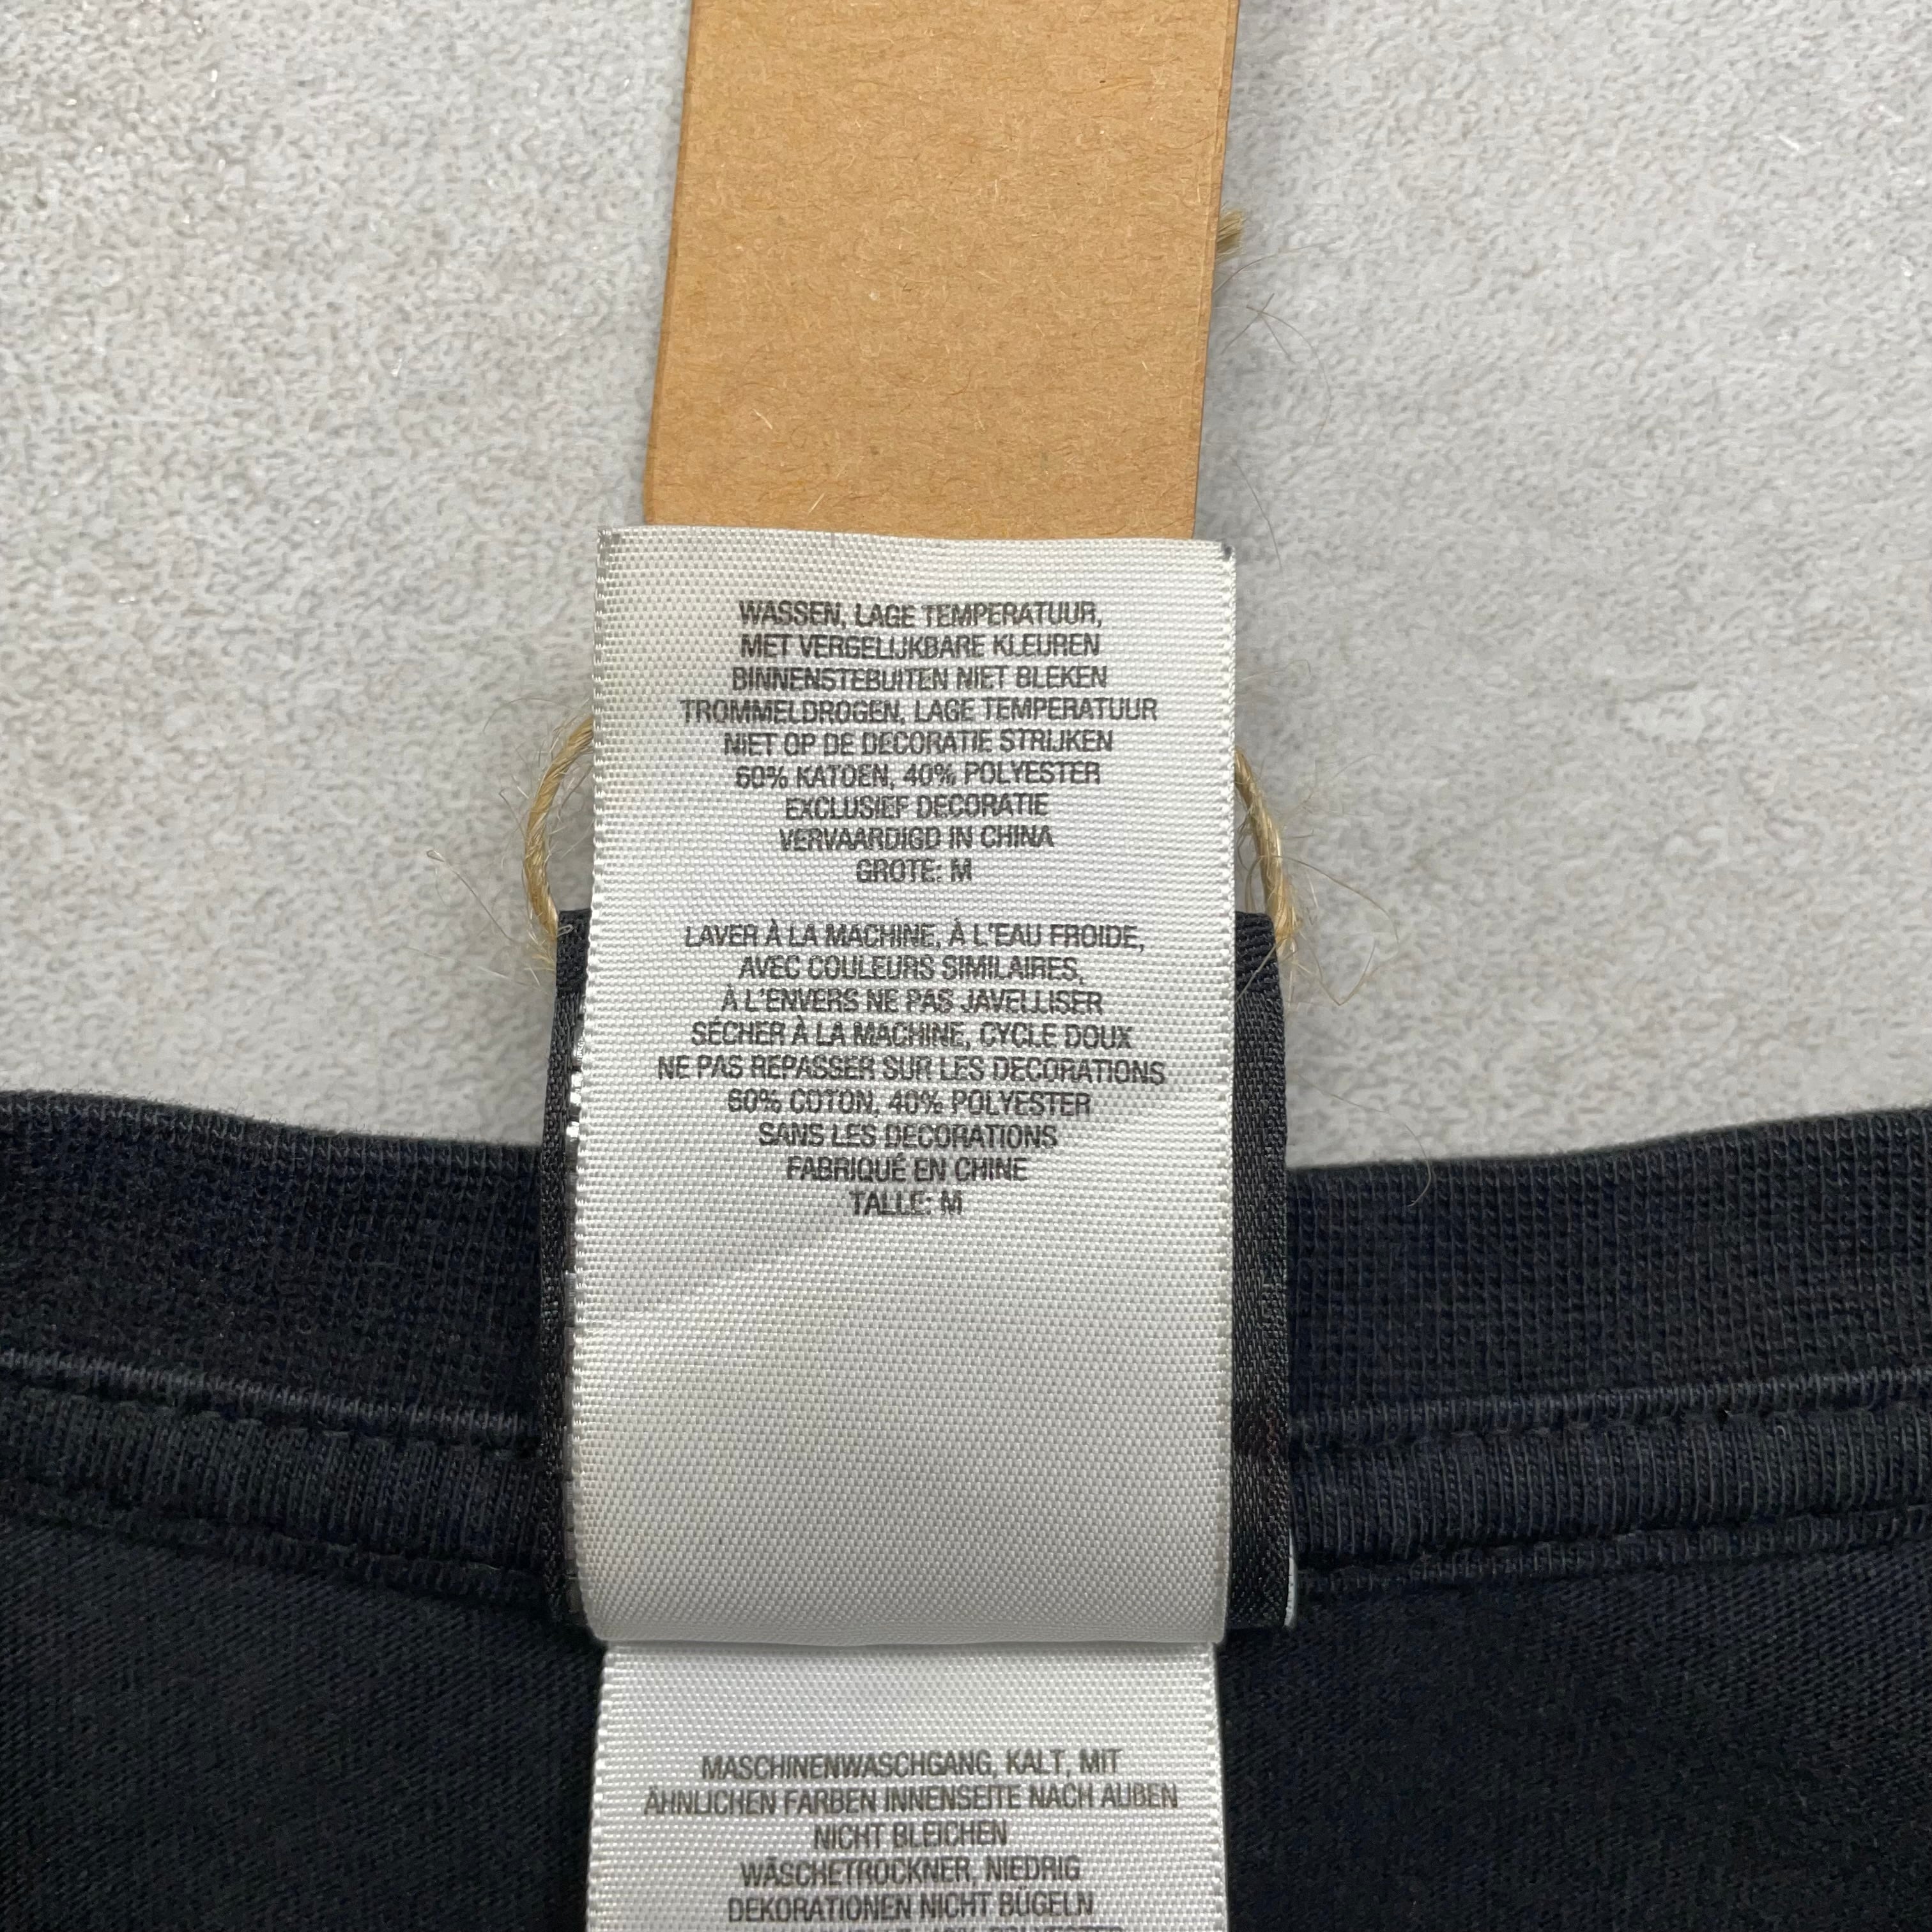 WASSEN, LAGE TEMPERATUUR,
MET VERGELIJKBARE KLEUREN
BINNENSTEBUITEN NIET BLEKEN
TROMMELDROGEN, LAGE TEMPERATUUR
NIET OP DE DECORATIE STRIJKEN
60% KATOEN, 40% POLYESTER
EXCLUSIEF DECORATIE
VERVAARDIGD IN CHINA
GROTE: M
LAVER À LA MACHINE, À L'EAU FROIDE,
AVEC COULEURS SIMILAIRES,
À L'ENVERS NE PAS JAVELLISER
SÉCHER À LA MACHINE, CYCLE DOUX
NE PAS REPASSER SUR LES DECORATIONS
60% COTON, 40% POLYESTER
SANS LES DECORATIONS
FABRIQUÉ EN CHINE
TALLE: M
MASCHINENWASCHGANG, KALT, MIT
ÄHNLICHEN FARBEN INNENSEITE NACH AUBEN
NICHT BLEICHEN
WÄSCHETROCKNER, NIEDRIG
DEKORATIONEN NICHT BUGELN